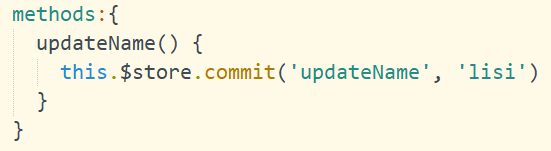 methods:{
  updateName() {
    this.$store.commit('updateName', 'lisi')
  }
}